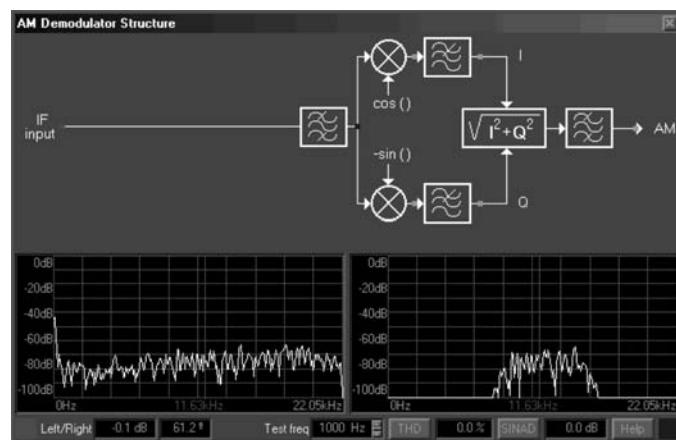 AM Demodulator Structure
I
cos ()
IF
input
√I²+Q²
AM
-sin ()
Q
0dB
-20dB
-40dB
-60dB
-80dB
-100dB
0Hz 11.63kHz 22.05kHz
0dB
-20dB
-40dB
-60dB
-80dB
-100dB
0Hz 11.63kHz 22.05kHz
Left/Right -0.1 dB 61.2° Test freq 1000 Hz THD 0.0 % SINAD 0.0 dB Help